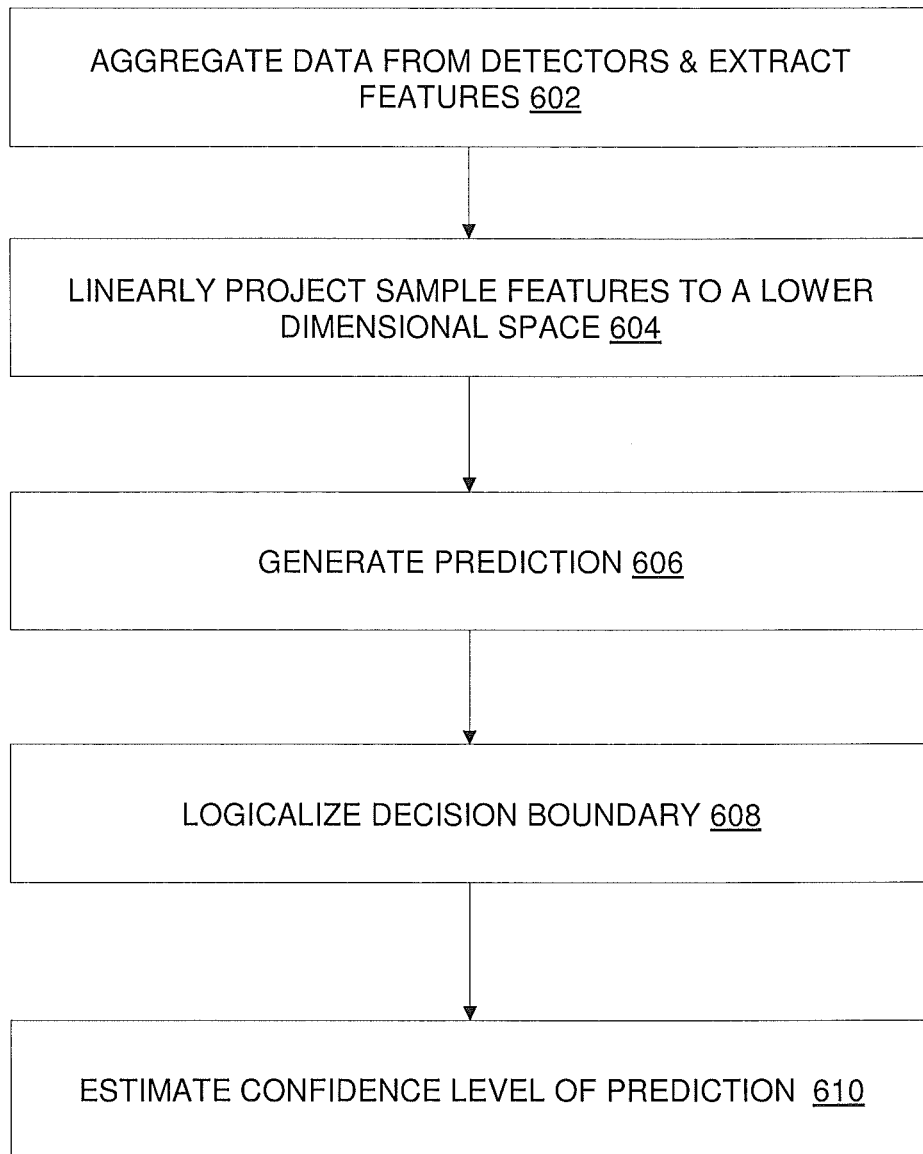 AGGREGATE DATA FROM DETECTORS & EXTRACT
FEATURES 602
LINEARLY PROJECT SAMPLE FEATURES TO A LOWER
DIMENSIONAL SPACE 604
GENERATE PREDICTION 606
LOGICALIZE DECISION BOUNDARY 608
ESTIMATE CONFIDENCE LEVEL OF PREDICTION 610